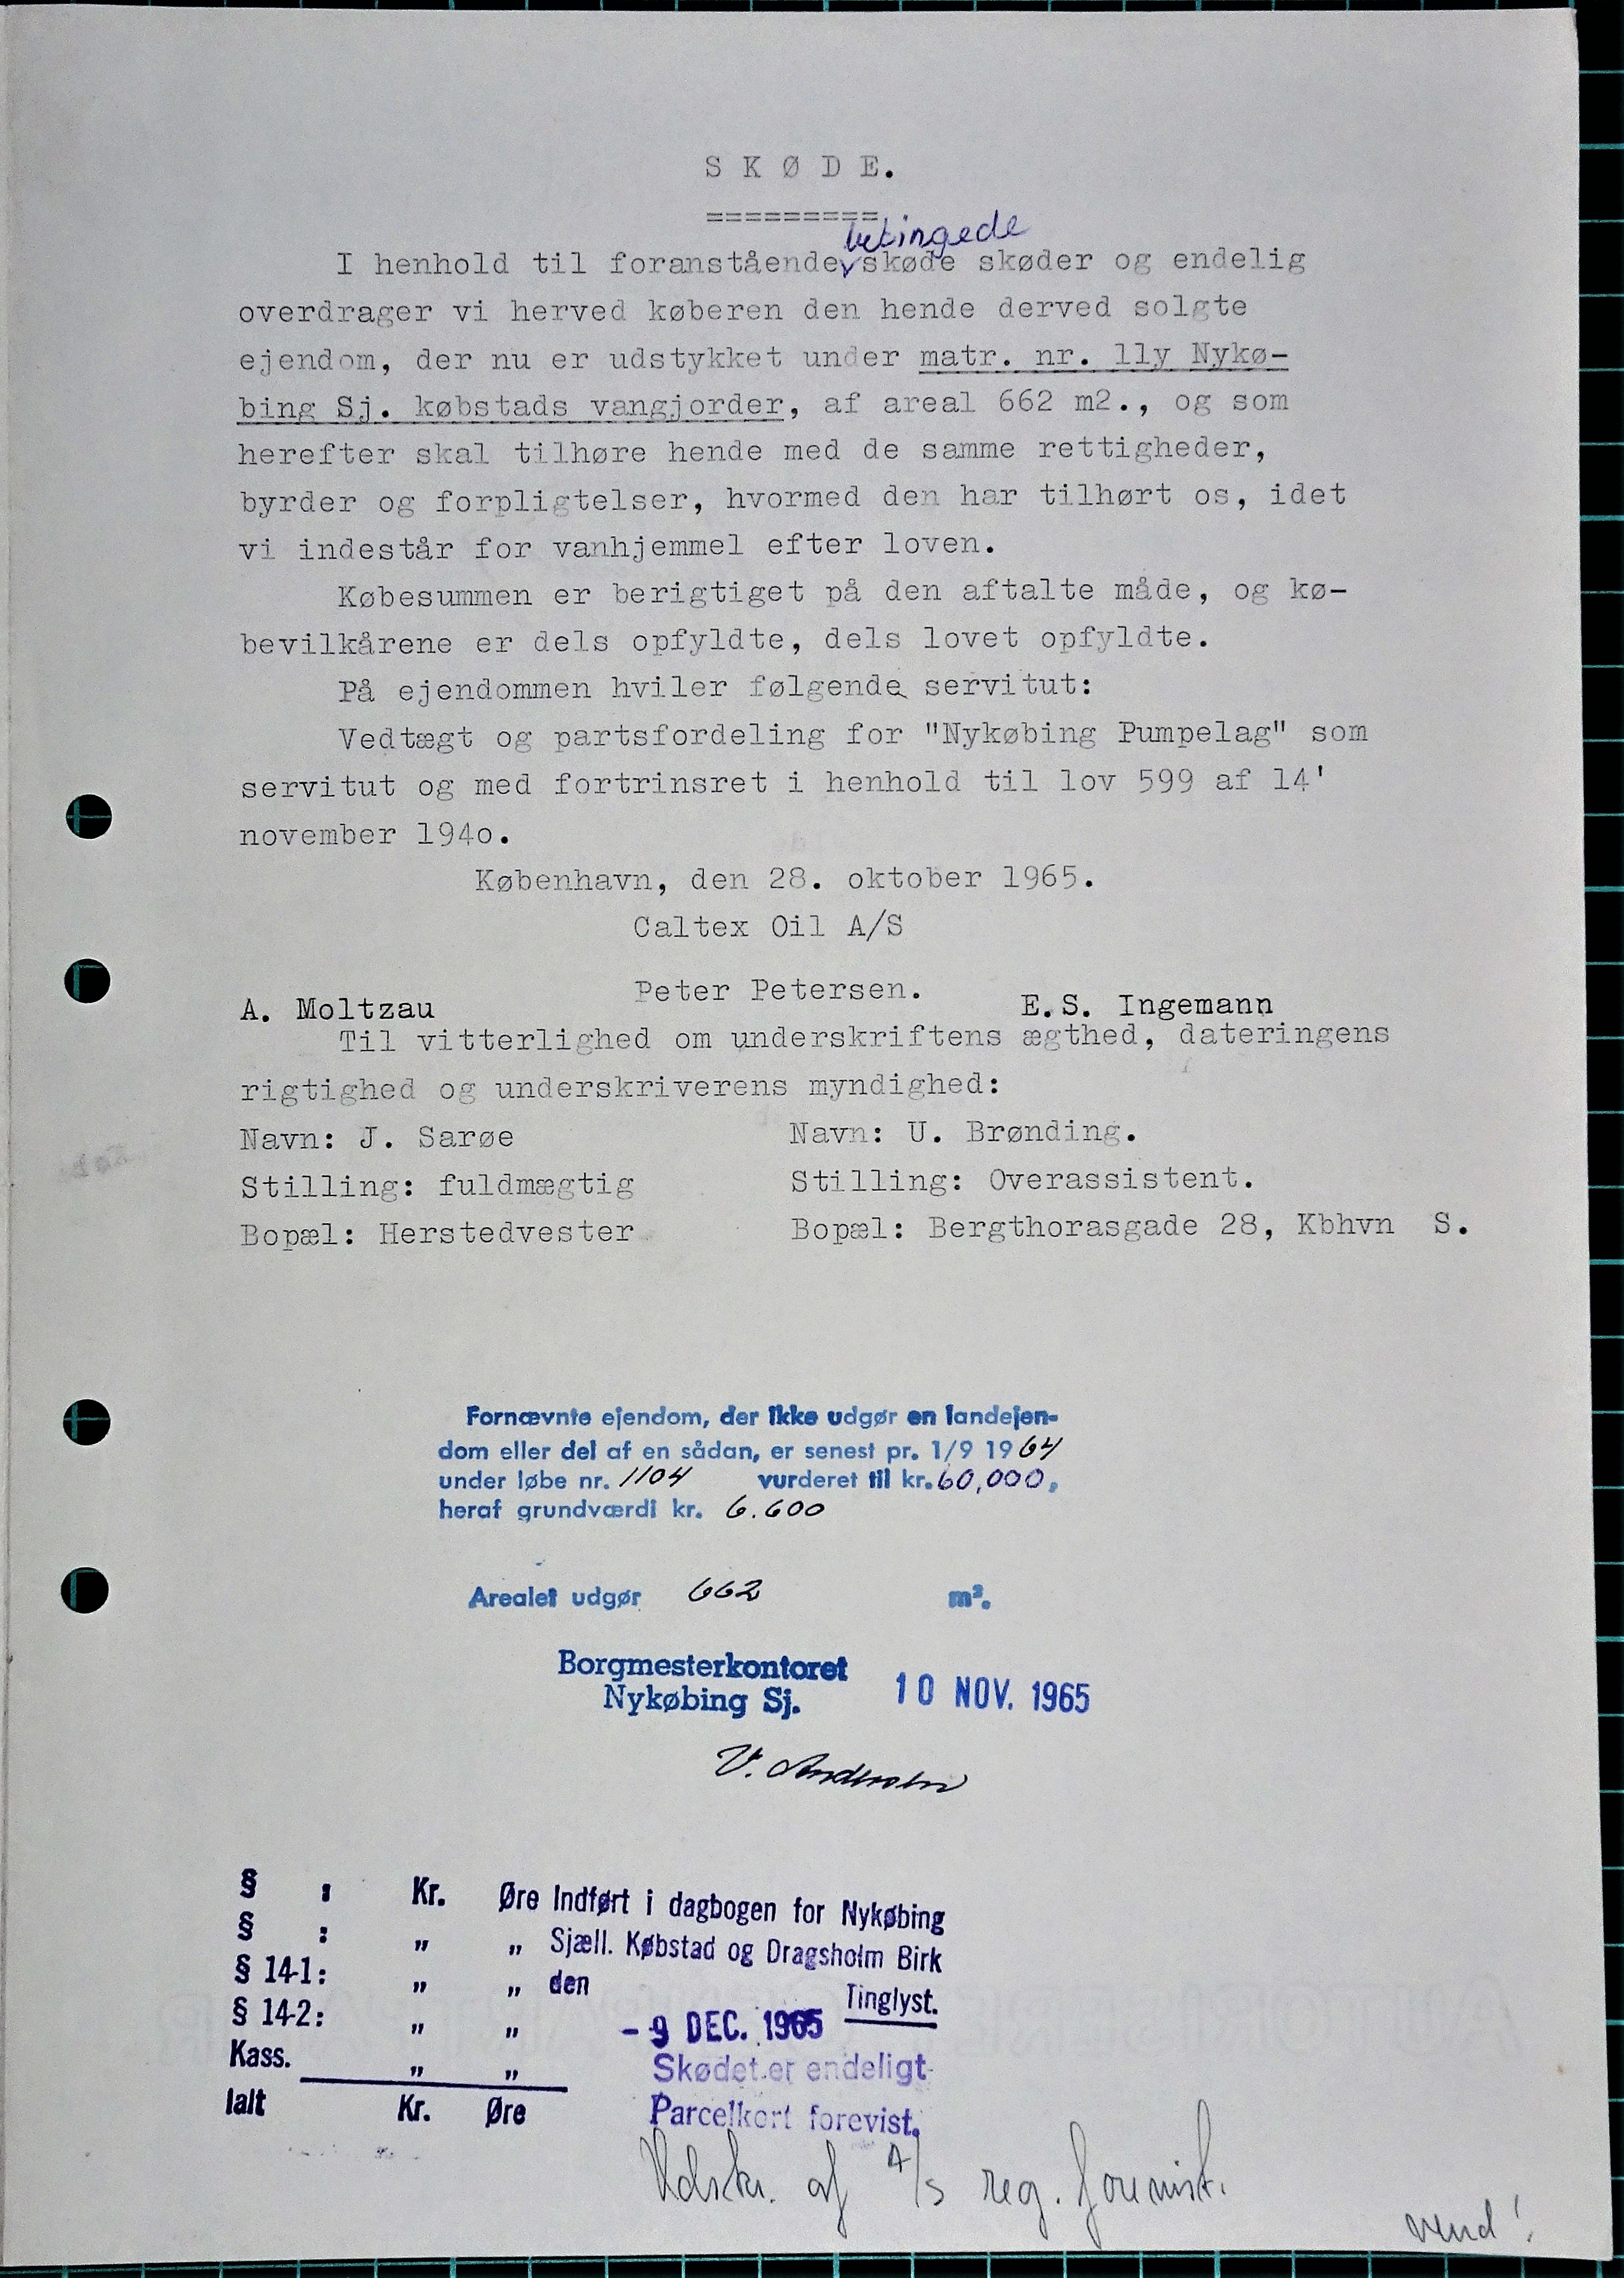 S K Ø D E.
=========
betingede
I henhold til foranstående skøde skøder og endelig
overdrager vi herved køberen den hende derved solgte
ejendom, der nu er udstykket under matr. nr. 11y Nykø-
bing Sj. købstads vangjorder, af areal 662 m2., og som
herefter skal tilhøre hende med de samme rettigheder,
byrder og forpligtelser, hvormed den har tilhørt os, idet
vi indestår for vanhjemmel efter loven.
Købesummen er berigtiget på den aftalte måde, og kø-
bevilkårene er dels opfyldte, dels lovet opfyldte.
På ejendommen hviler følgende servitut:
Vedtægt og partsfordeling for "Nykøbing Pumpelag" som
servitut og med fortrinsret i henhold til lov 599 af 14'
november 194o.
København, den 28. oktober 1965.
Caltex Oil A/S
Peter Petersen.
A. Moltzau E.S. Ingemann
Til vitterlighed om underskriftens ægthed, dateringens
rigtighed og underskriverens myndighed:
Navn: J. Sarøe Navn: U. Brønding.
Stilling: fuldmægtig Stilling: Overassistent.
Bopæl: Herstedvester Bopæl: Bergthorasgade 28, Kbhvn S.
Fornævnte ejendom, der ikke udgør en landejen-
dom eller del af en sådan, er senest pr. 1/9 1964
under løbe nr. 1104 vurderet til kr. 60,000,
heraf grundværdi kr. 6.600
Arealet udgør 662 m².
Borgmesterkontoret
Nykøbing Sj. 10 NOV. 1965
V. Andersen
§ : Kr. Øre Indført i dagbogen for Nykøbing
§ : " " Sjæll. Købstad og Dragsholm Birk
§ 14-1: " " den Tinglyst.
§ 14-2: " " - 9 DEC. 1965
Kass. " " Skødet er endeligt
Ialt Kr. Øre Parcelkort forevist.
Udskr. af A/S reg. forevist.
vend!